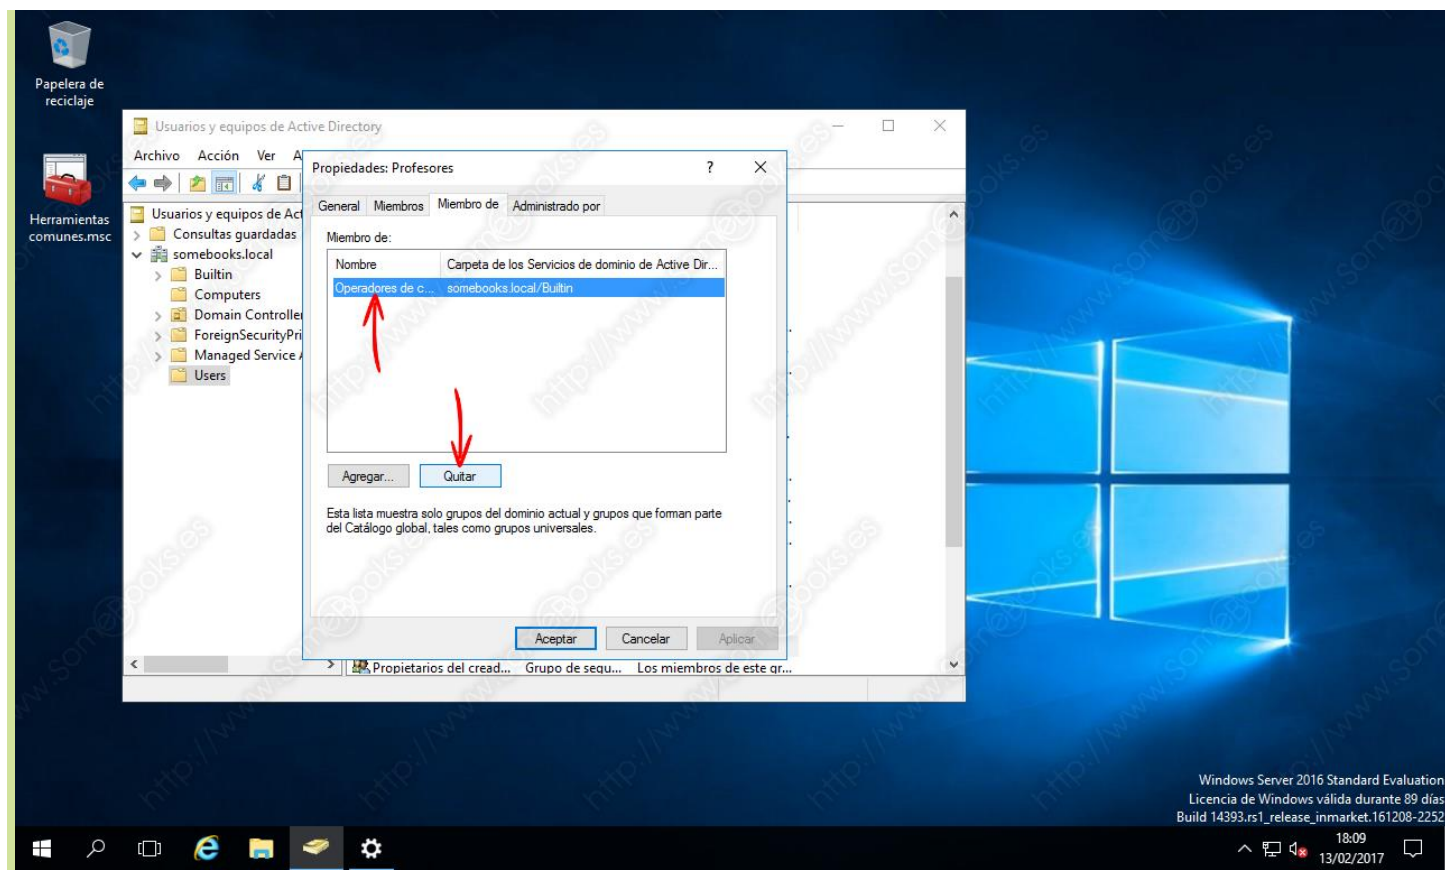 Papelera de
reciclaje
Herramientas
comunes.msc
Usuarios y equipos de Active Directory
Archivo Acción Ver A
Usuarios y equipos de Act
Consultas guardadas
somebooks.local
Builtin
Computers
Domain Controller
ForeignSecurityPri
Managed Service A
Users
Propiedades: Profesores
General Miembros Miembro de Administrado por
Miembro de:
Nombre Carpeta de los Servicios de dominio de Active Dir...
Operadores de c... somebooks.local/Builtin
Agregar... Quitar
Esta lista muestra solo grupos del dominio actual y grupos que forman parte
del Catálogo global, tales como grupos universales.
Aceptar Cancelar Aplicar
Propietarios del cread... Grupo de segu... Los miembros de este gr...
Windows Server 2016 Standard Evaluation
Licencia de Windows válida durante 89 días
Build 14393.rs1_release_inmarket.161208-2252
18:09
13/02/2017
http://www.SomeBooks.es